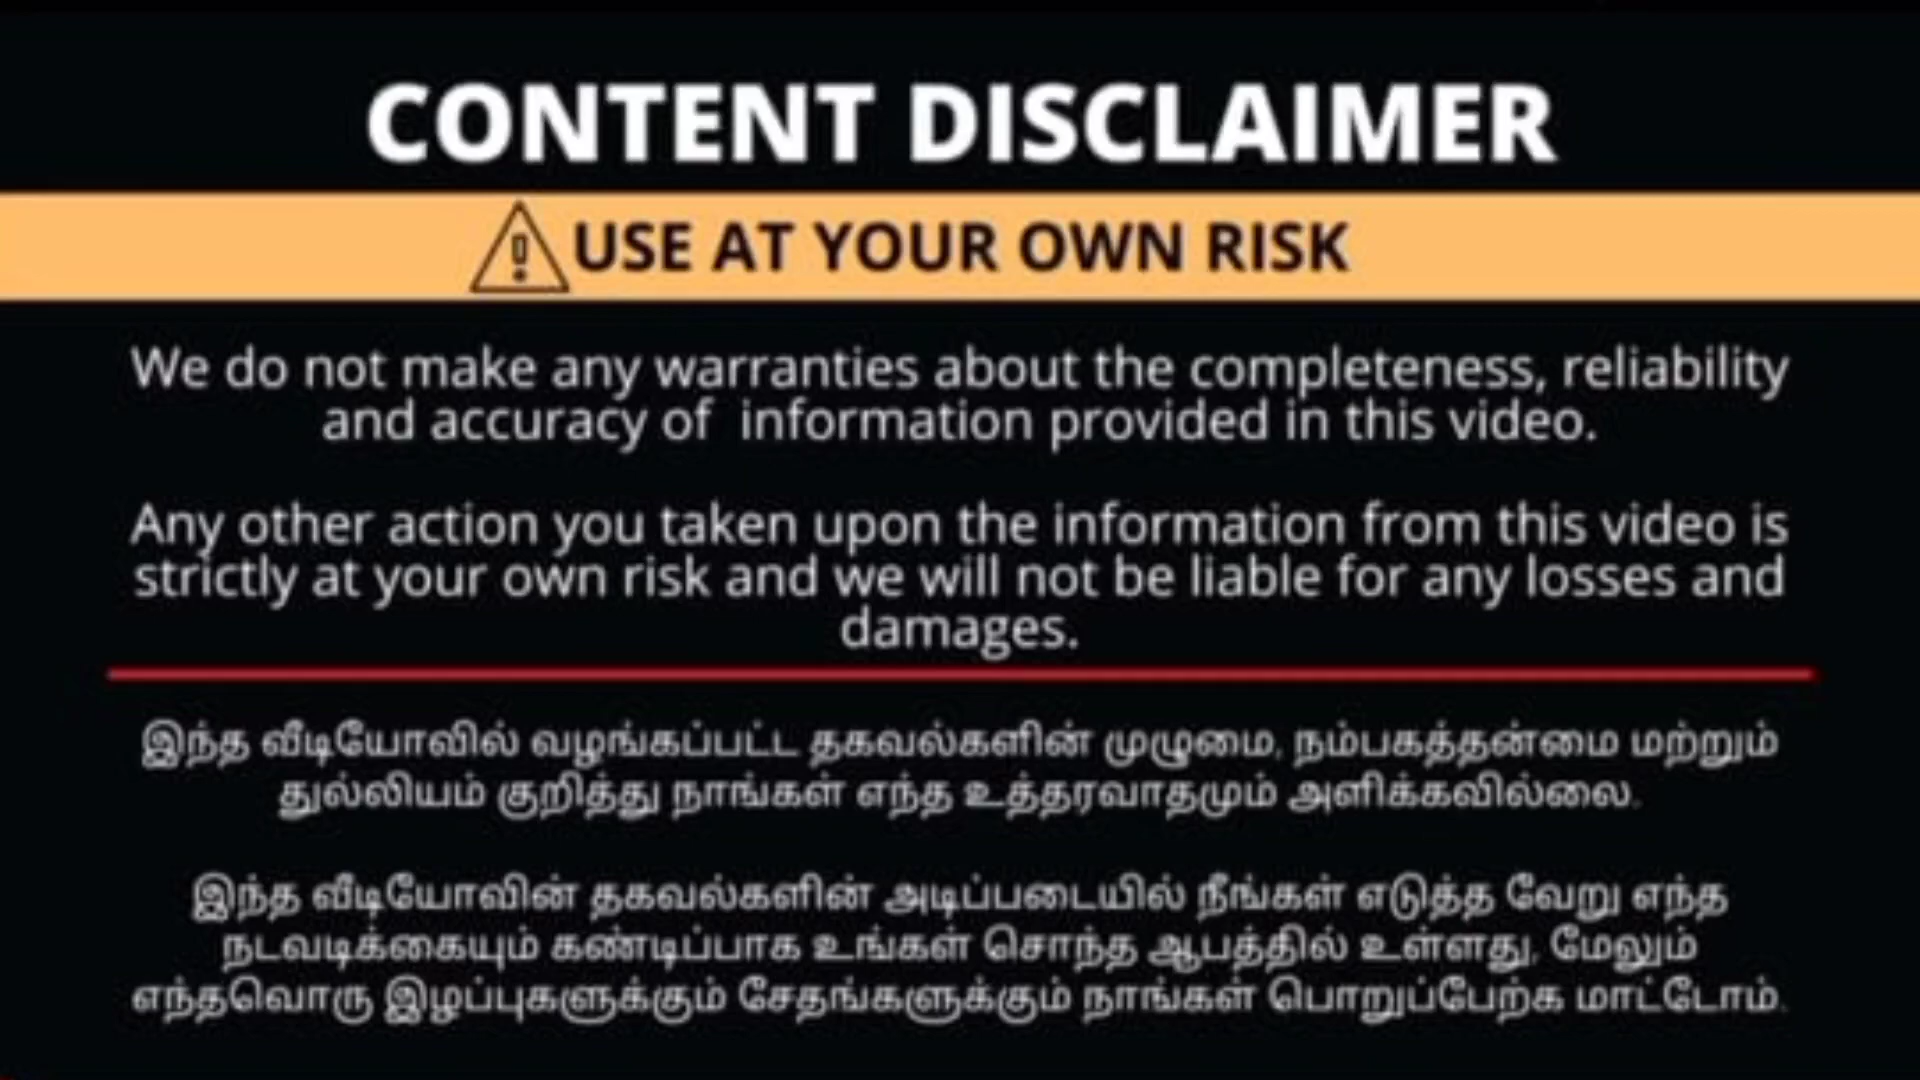 CONTENT DISCLAIMER
USE AT YOUR OWN RISK
We do not make any warranties about the completeness, reliability
and accuracy of information provided in this video.
Any other action you taken upon the information from this video is
strictly at your own risk and we will not be liable for any losses and
damages.
இந்த வீடியோவில் வழங்கப்பட்ட தகவல்களின் முழுமை, நம்பகத்தன்மை மற்றும்
துல்லியம் குறித்து நாங்கள் எந்த உத்தரவாதமும் அளிக்கவில்லை.
இந்த வீடியோவின் தகவல்களின் அடிப்படையில் நீங்கள் எடுத்த வேறு எந்த
நடவடிக்கையும் கண்டிப்பாக உங்கள் சொந்த ஆபத்தில் உள்ளது, மேலும்
எந்தவொரு இழப்புகளுக்கும் சேதங்களுக்கும் நாங்கள் பொறுப்பேற்க மாட்டோம்.